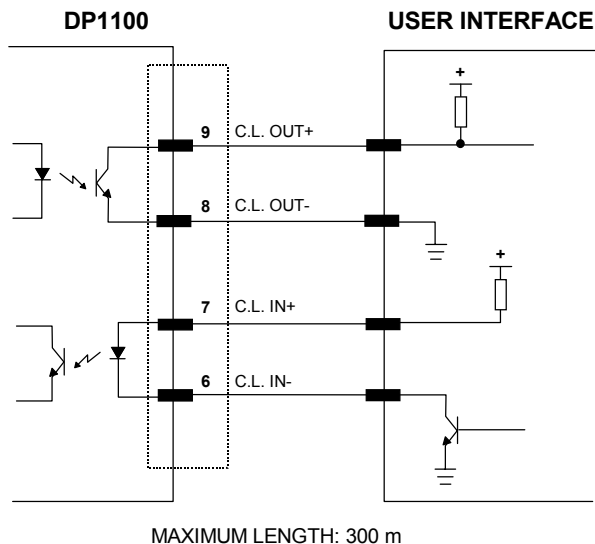 DP1100 USER INTERFACE
+
9 C.L. OUT+
8 C.L. OUT-
+
7 C.L. IN+
6 C.L. IN-
MAXIMUM LENGTH: 300 m